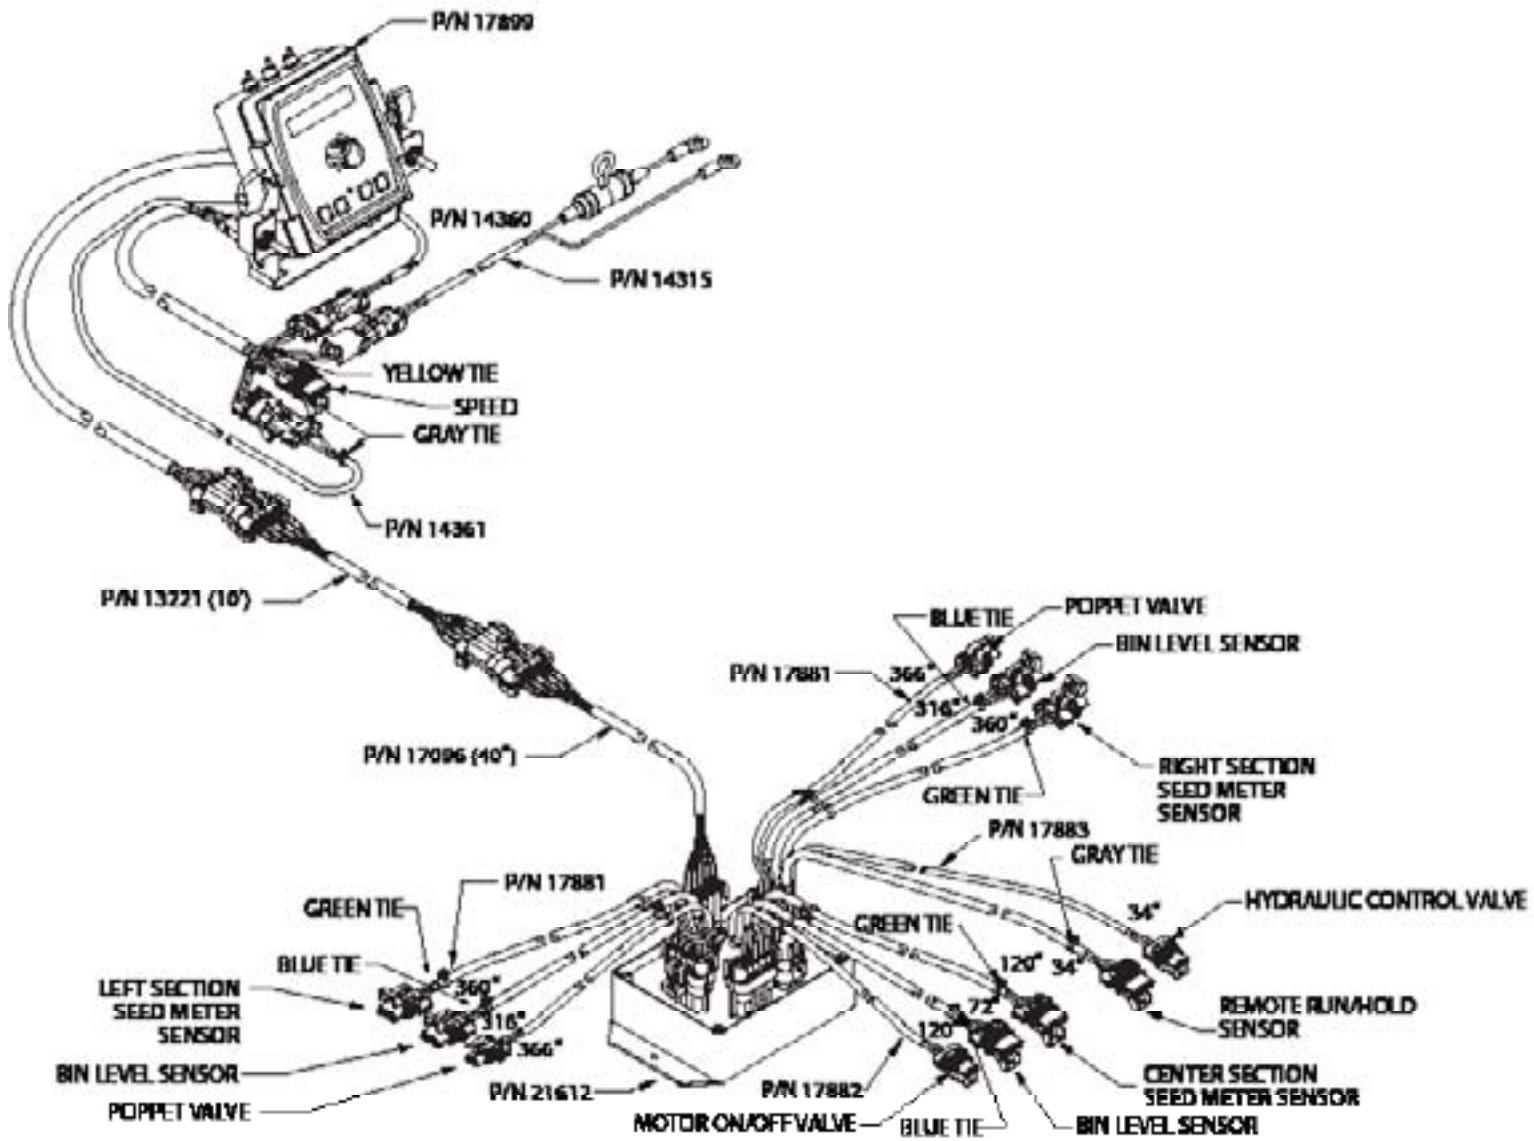 P/N 17899
P/N 14360
P/N 14315
YELLOW TIE
SPEED
GRAY TIE
P/N 14361
P/N 13221 (10')
P/N 17096 (40")
BLUE TIE
POPPET VALVE
BIN LEVEL SENSOR
P/N 17881
366"
316"
360"
GREEN TIE
RIGHT SECTION
SEED METER
SENSOR
P/N 17883
GRAY TIE
HYDRAULIC CONTROL VALVE
34"
34"
REMOTE RUN/HOLD
SENSOR
P/N 17881
GREEN TIE
BLUE TIE
LEFT SECTION
SEED METER
SENSOR
360"
316"
366"
BIN LEVEL SENSOR
POPPET VALVE
P/N 21612
GREEN TIE
120"
72"
120"
CENTER SECTION
SEED METER SENSOR
P/N 17882
MOTOR ON/OFF VALVE
BLUE TIE
BIN LEVEL SENSOR